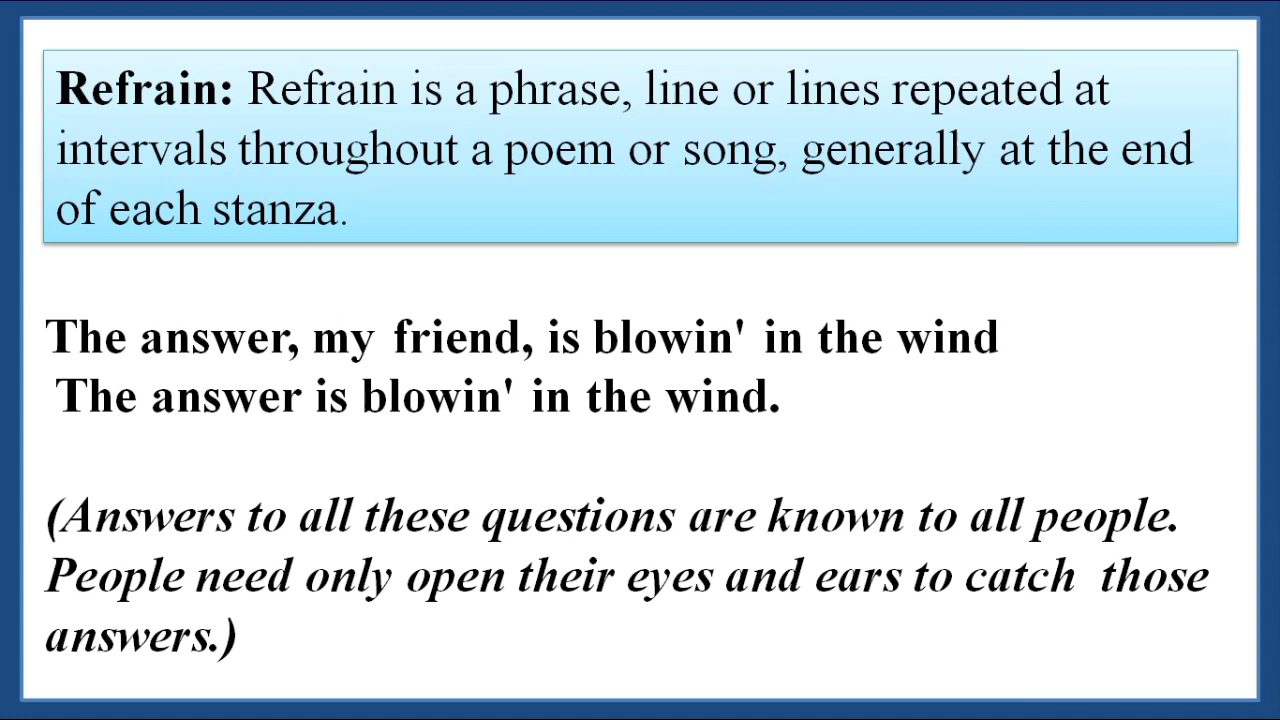 Refrain: Refrain is a phrase, line or lines repeated at
intervals throughout a poem or song, generally at the end
of each stanza.
The answer, my friend, is blowin' in the wind
The answer is blowin' in the wind.
(Answers to all these questions are known to all people.
People need only open their eyes and ears to catch those
answers.)